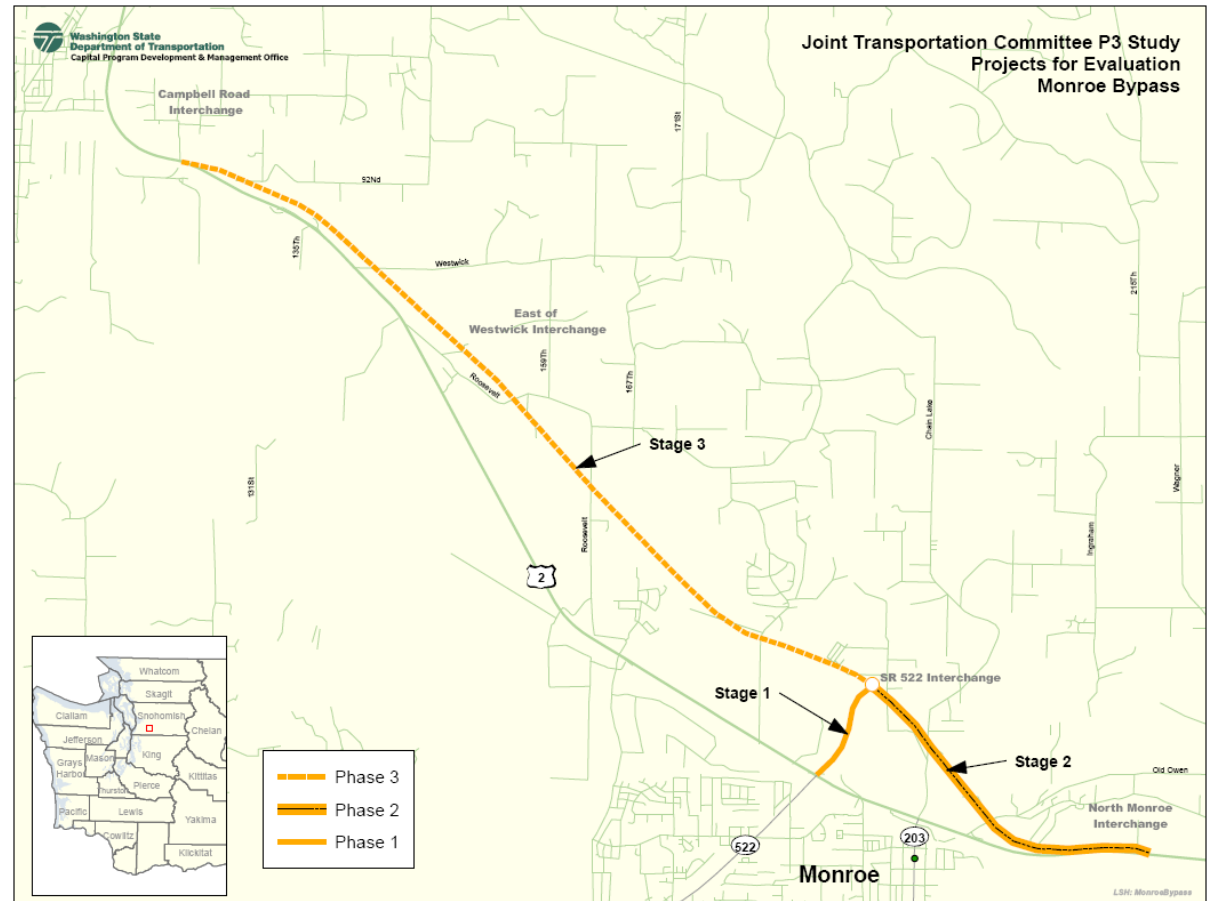 Washington State
Department of Transportation
Capital Program Development & Management Office
Joint Transportation Committee P3 Study
Projects for Evaluation
Monroe Bypass
Campbell Road
Interchange
171St
92Nd
135Th
Westwick
215Th
East of
Westwick Interchange
159Th
167Th
Roosevelt
Chain Lake
Stage 3
Wagner
131St
Roosevelt
Ingraham
2
SR 522 Interchange
Stage 1
Stage 2
Old Owen
North Monroe
Interchange
203
522
Monroe
Whatcom
Skagit
Clallam
Snohomish
Chelan
Jefferson
Grays
Harbor
Mason
King
Kittitas
Thurston
Pierce
Pacific
Lewis
Yakima
Cowlitz
Klickitat
Phase 3
Phase 2
Phase 1
LSH: MonroeBypass